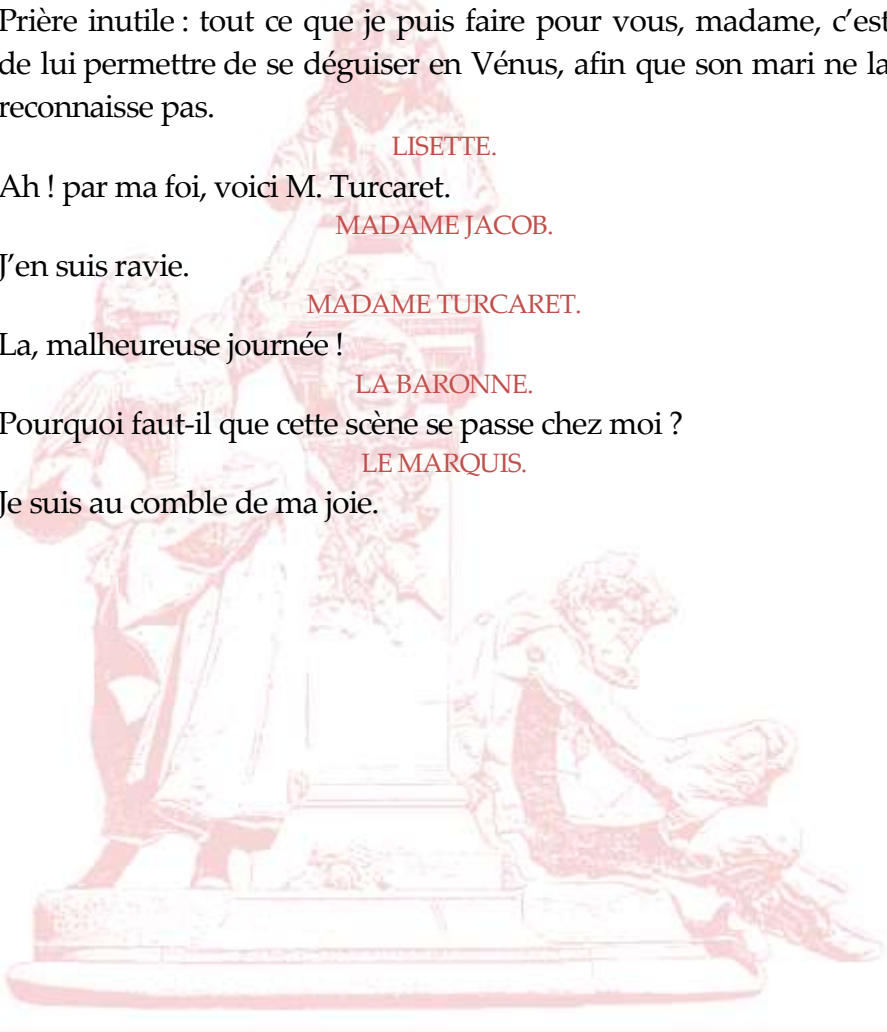 Prière inutile : tout ce que je puis faire pour vous, madame, c’est
de lui permettre de se déguiser en Vénus, afin que son mari ne la
reconnaisse pas.
LISETTE.
Ah ! par ma foi, voici M. Turcaret.
MADAME JACOB.
J’en suis ravie.
MADAME TURCARET.
La, malheureuse journée !
LA BARONNE.
Pourquoi faut-il que cette scène se passe chez moi ?
LE MARQUIS.
Je suis au comble de ma joie.